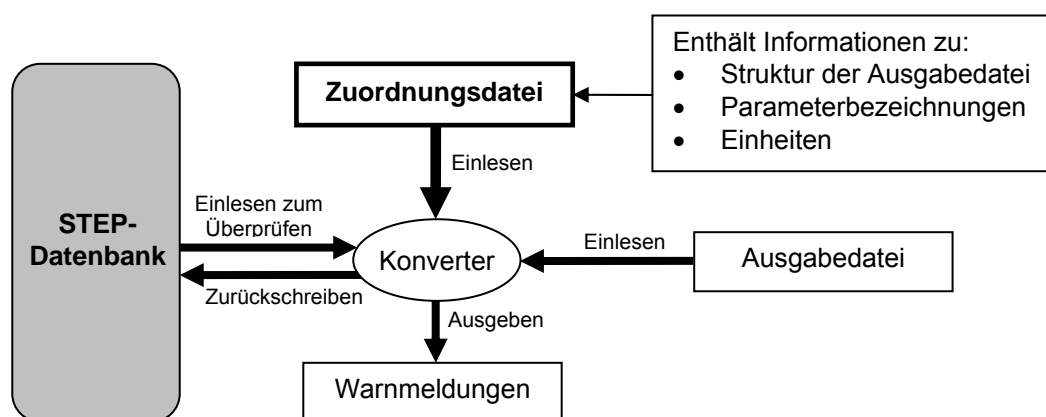 Enthält Informationen zu:
• Struktur der Ausgabedatei
• Parameterbezeichnungen
• Einheiten
Zuordnungsdatei
Einlesen
STEP-
Datenbank
Einlesen zum
Überprüfen
Konverter
Einlesen
Ausgabedatei
Zurückschreiben
Ausgeben
Warnmeldungen